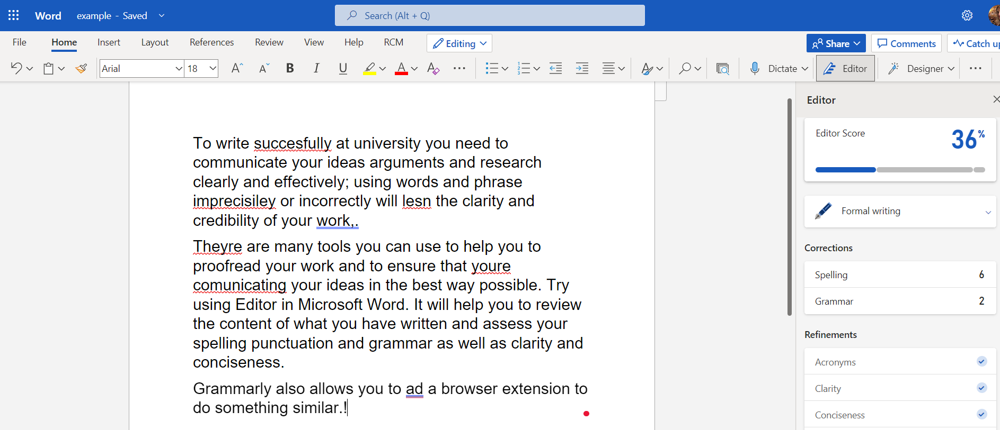 Word example - Saved Search (Alt + Q)
File Home Insert Layout References Review View Help RCM Editing Share Comments Catch up
Arial 18 A A B I U A A Dictate Editor Designer
Editor
Editor Score 36%
Formal writing
Corrections
Spelling 6
Grammar 2
Refinements
Acronyms
Clarity
Conciseness
To write succesfully at university you need to
communicate your ideas arguments and research
clearly and effectively; using words and phrase
imprecisiley or incorrectly will lesn the clarity and
credibility of your work,.
Theyre are many tools you can use to help you to
proofread your work and to ensure that youre
comunicating your ideas in the best way possible. Try
using Editor in Microsoft Word. It will help you to review
the content of what you have written and assess your
spelling punctuation and grammar as well as clarity and
conciseness.
Grammarly also allows you to ad a browser extension to
do something similar.!